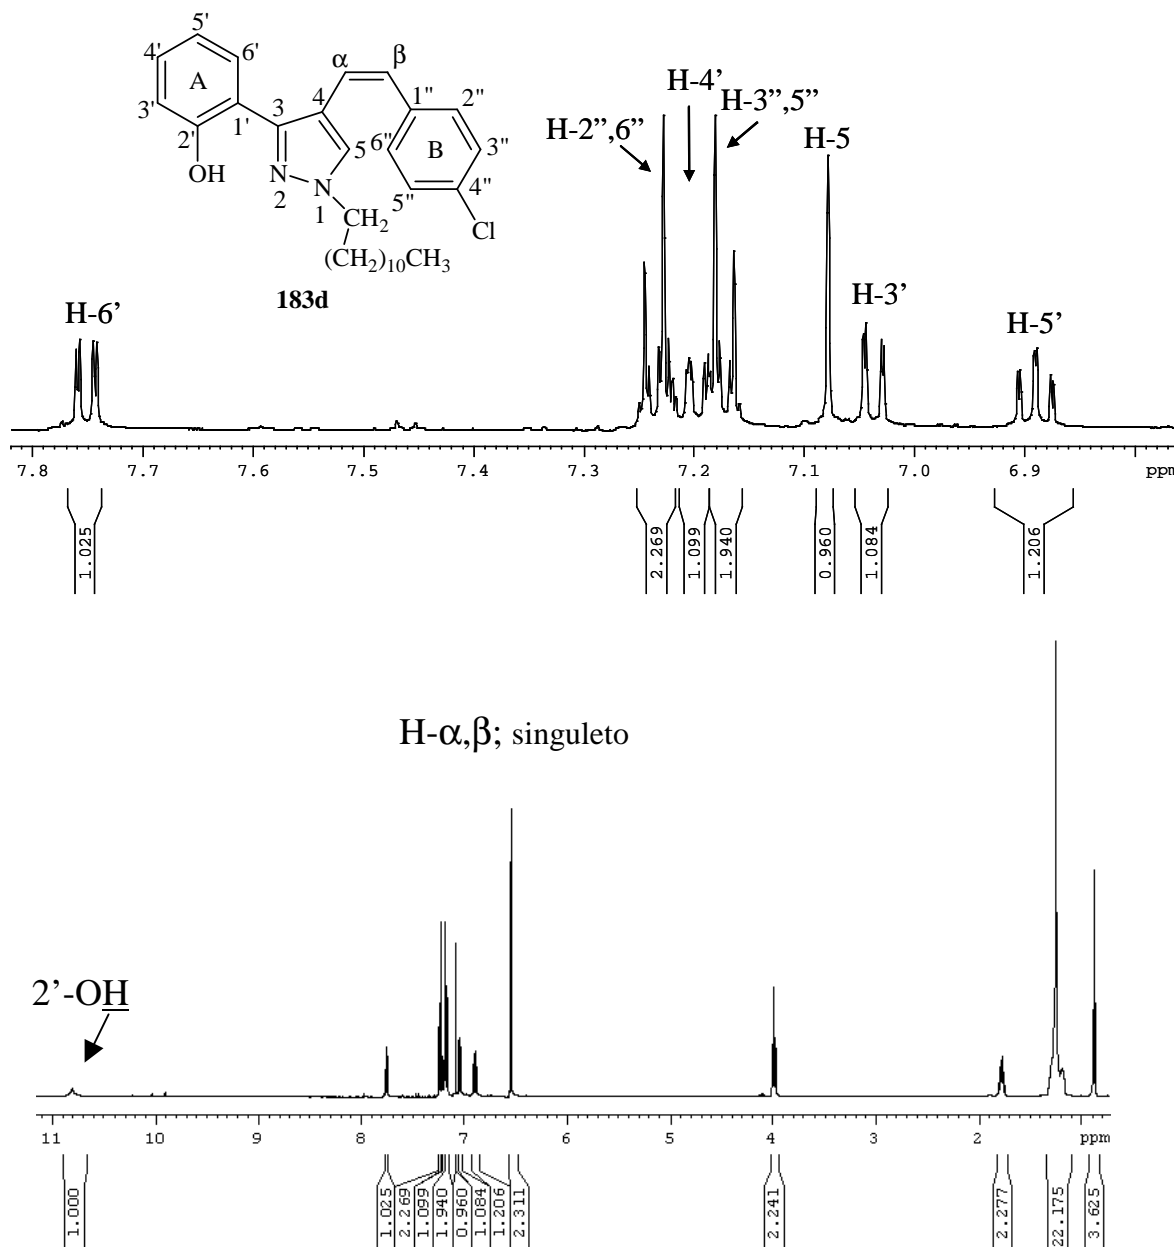 5'
4'
6'
A
3'
2'
1'
OH
α
β
3
4
5
N
2
N
1
1"
2"
6"
B
3"
5"
4"
Cl
CH2
(CH2)10CH3
183d
H-6'
H-2",6"
H-4'
H-3",5"
H-5
H-3'
H-5'
7.8 7.7 7.6 7.5 7.4 7.3 7.2 7.1 7.0 6.9 ppm
1.025 2.269 1.099 1.940 0.960 1.084 1.206
H-α,β; singuleto
2'-OH
11 10 9 8 7 6 5 4 3 2 ppm
1.000 1.025 2.269 1.099 1.940 0.960 1.084 1.206 2.311 2.241 2.277 22.175 3.625